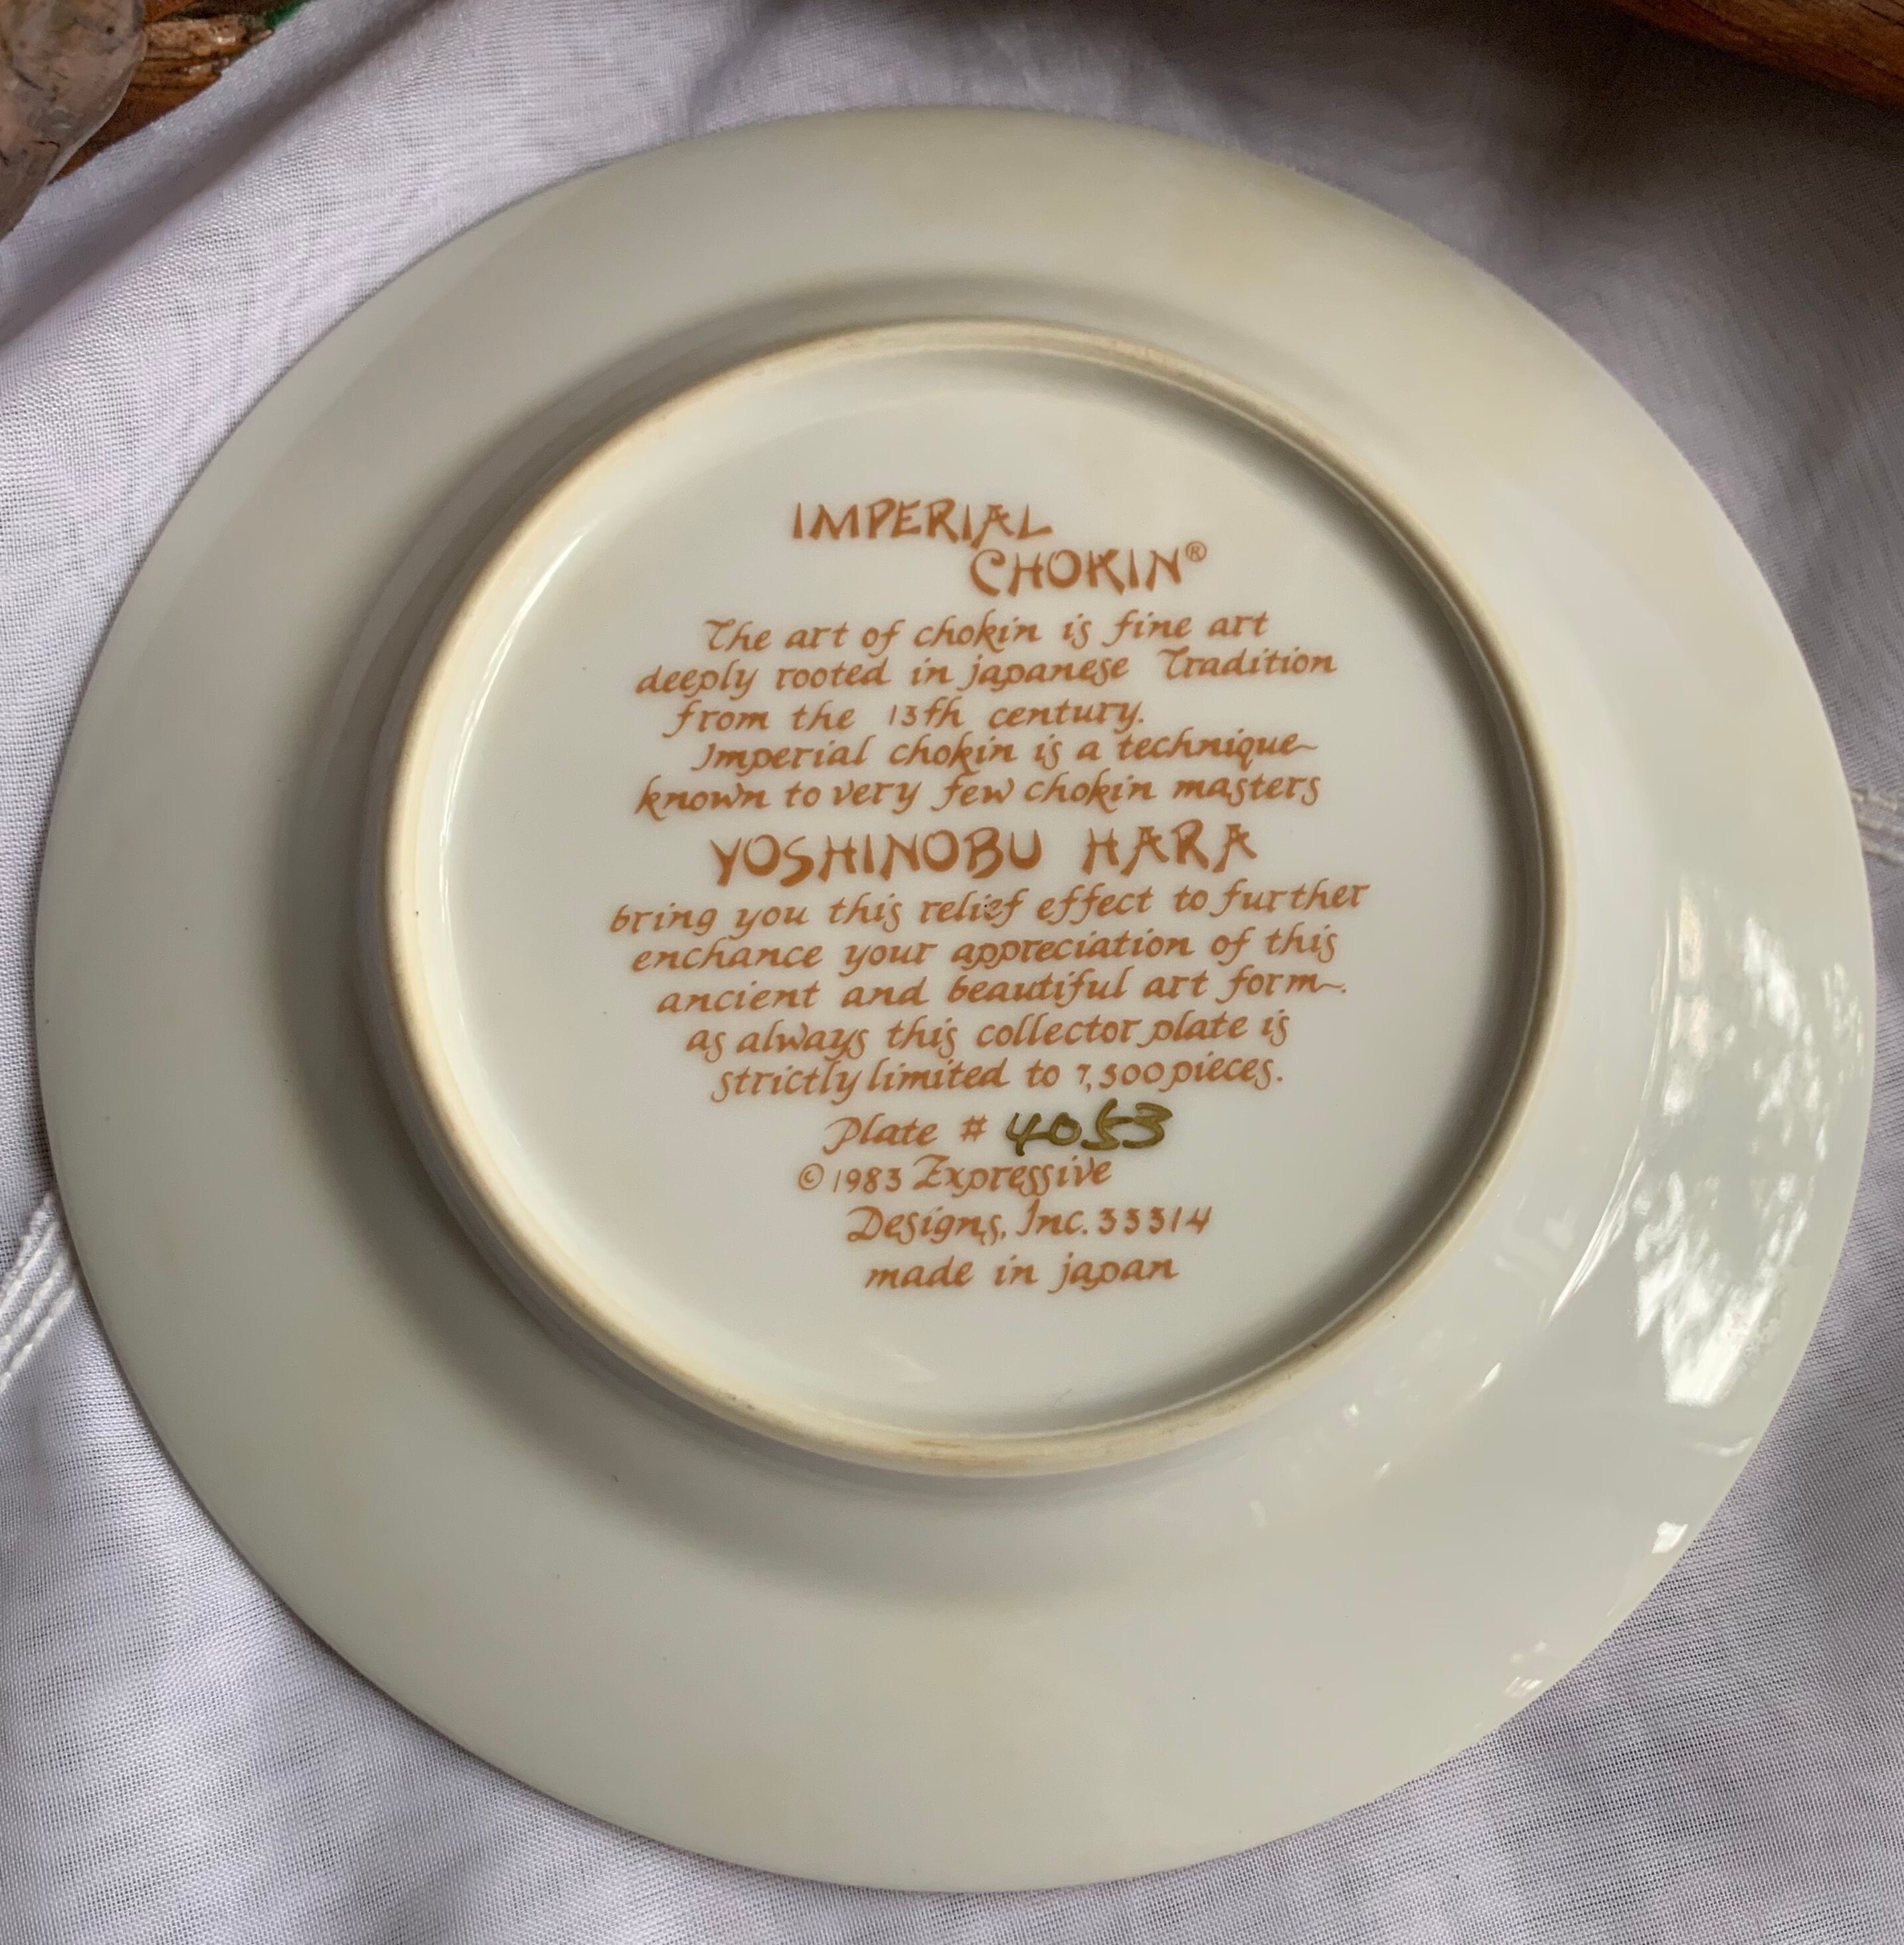 IMPERIAL
CHOKIN®
The art of chokin is fine art
deeply rooted in japanese Tradition
from the 13th century.
Imperial chokin is a technique
known to very few chokin masters
YOSHINOBU HARA
bring you this relief effect to further
enchance your appreciation of this
ancient and beautiful art form.
as always this collector plate is
strictly limited to 7,500 pieces.
Plate # 4053
©1983 Expressive
Designs, Inc. 33314
made in japan